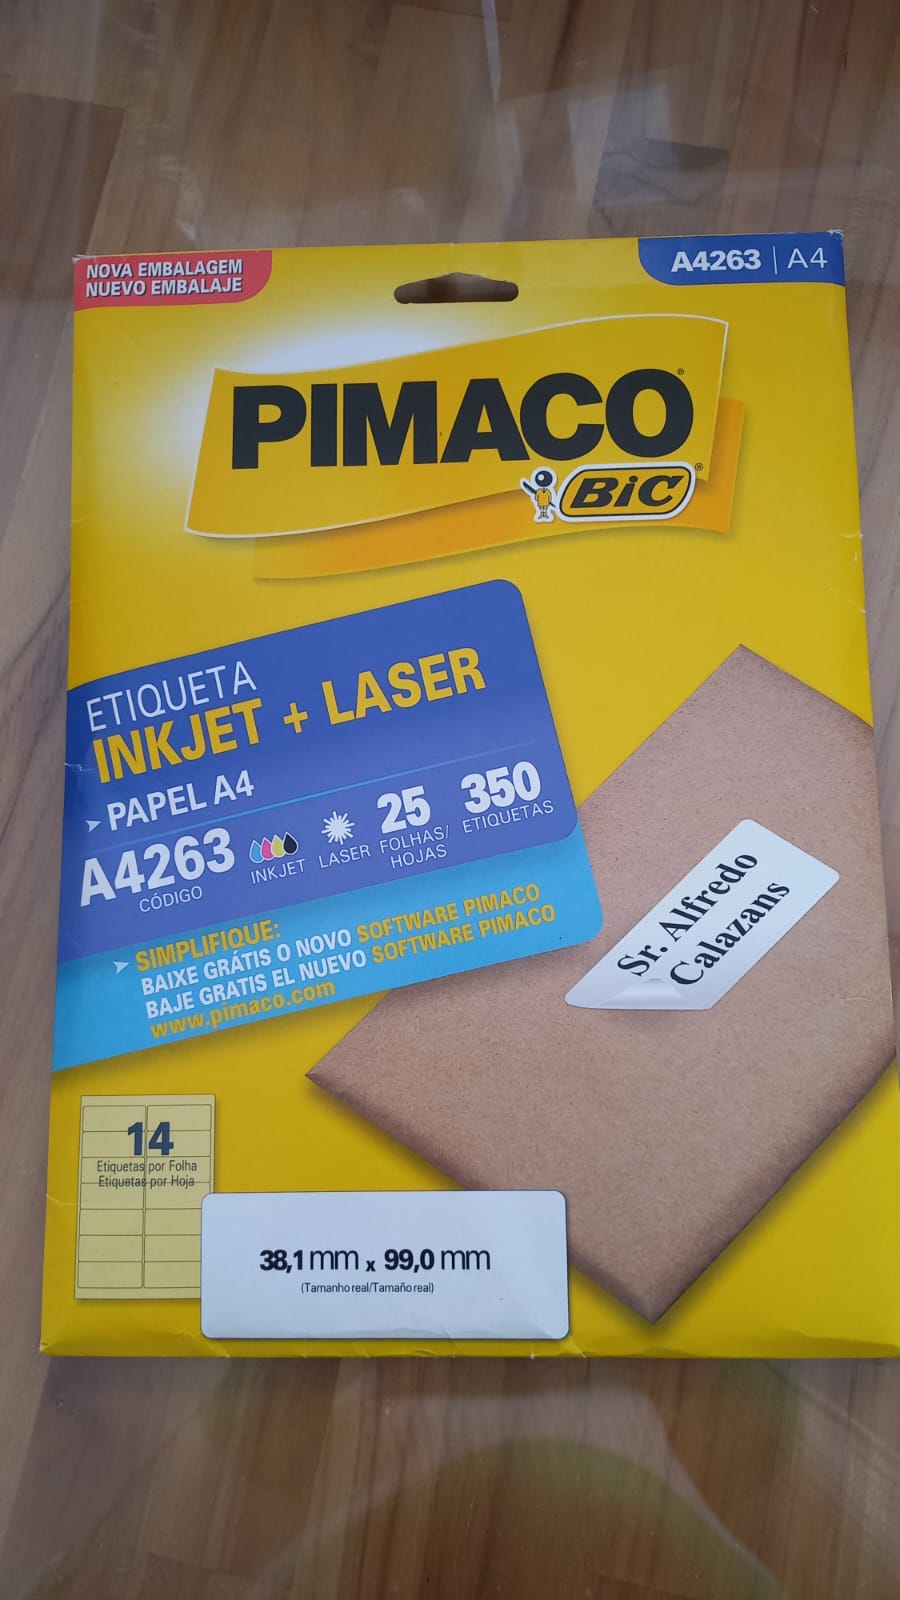 NOVA EMBALAGEM
NUEVO EMBALAJE
A4263 | A4
PIMACO®
BiC®
ETIQUETA
INKJET + LASER
PAPEL A4
A4263
CÓDIGO
INKJET
LASER
25
FOLHAS/
HOJAS
350
ETIQUETAS
SIMPLIFIQUE:
BAIXE GRÁTIS O NOVO SOFTWARE PIMACO
BAJE GRATIS EL NUEVO SOFTWARE PIMACO
www.pimaco.com
Sr. Alfredo
Calazans
14
Etiquetas por Folha
Etiquetas por Hoja
38,1 mm x 99,0 mm
(Tamanho real/Tamaño real)